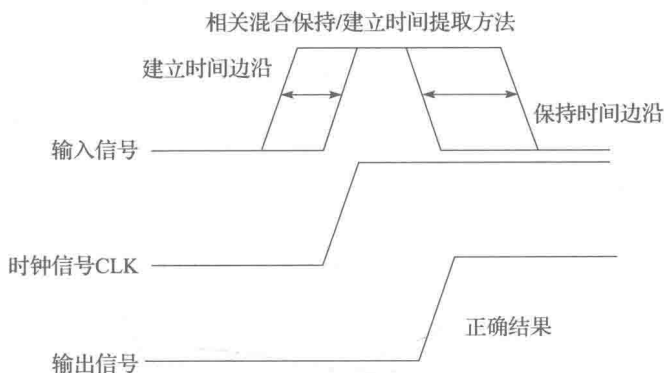 相关混合保持/建立时间提取方法
建立时间边沿
保持时间边沿
输入信号
时钟信号CLK
正确结果
输出信号